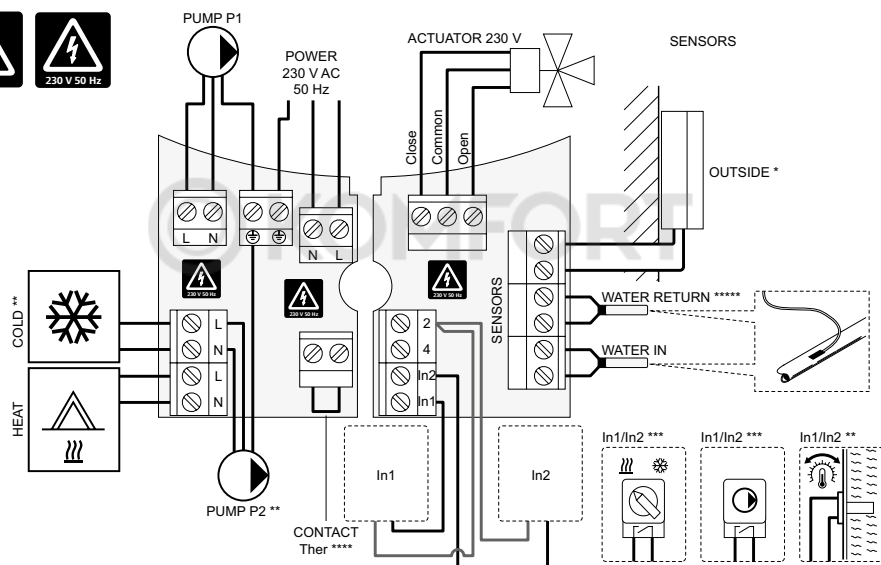 PUMP P1
230 V 50 Hz
POWER
230 V AC
50 Hz
ACTUATOR 230 V
SENSORS
Close
Common
Open
OUTSIDE *
© KOMFORT
L N
N L
230 V 50 Hz
230 V 50 Hz
230 V 50 Hz
SENSORS
WATER RETURN *****
WATER IN
COLD **
HEAT
L
N
L
N
2
4
In2
In1
In1
In2
PUMP P2 **
CONTACT
Ther ****
In1/In2 ***
In1/In2 ***
In1/In2 **